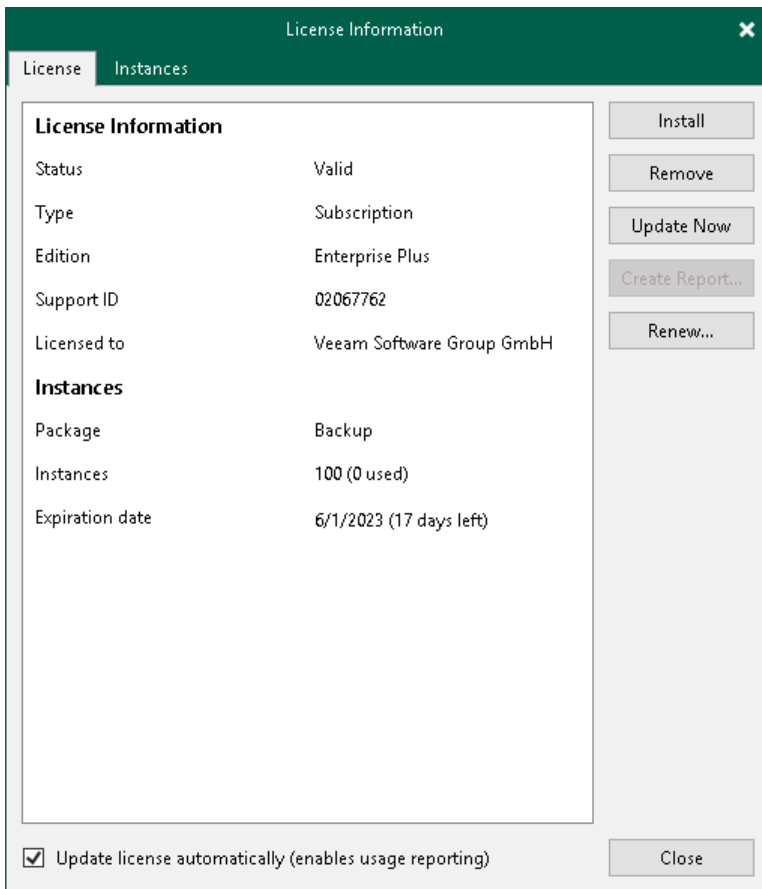 License Information
License Instances
License Information
Status Valid
Type Subscription
Edition Enterprise Plus
Support ID 02067762
Licensed to Veeam Software Group GmbH
Instances
Package Backup
Instances 100 (0 used)
Expiration date 6/1/2023 (17 days left)
Install
Remove
Update Now
Create Report...
Renew...
Update license automatically (enables usage reporting)
Close